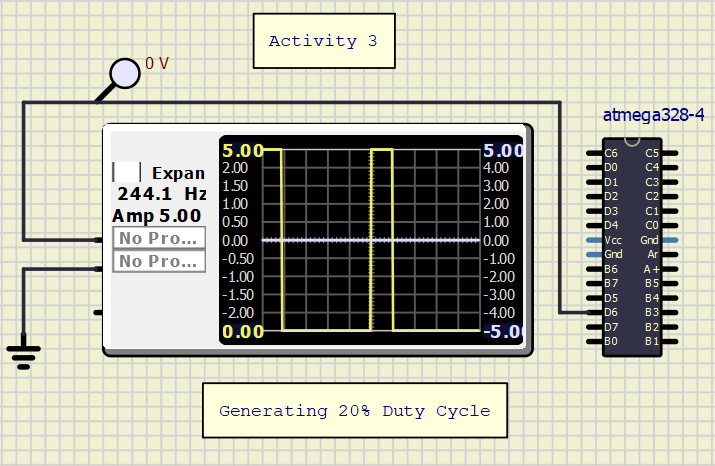 Activity 3
0 V
atmega328-4
Expan
244.1 Hz
Amp 5.00
No Pro...
No Pro...
5.00
2.00
1.50
1.00
0.50
0.00
-0.50
-1.00
-1.50
-2.00
0.00
5.00
4.00
3.00
2.00
1.00
0.00
-1.00
-2.00
-3.00
-4.00
-5.00
C6 C5
D0 C4
D1 C3
D2 C2
D3 C1
D4 C0
Vcc Gnd
Gnd Ar
B6 A+
B7 B5
D5 B4
D6 B3
D7 B2
B0 B1
Generating 20% Duty Cycle